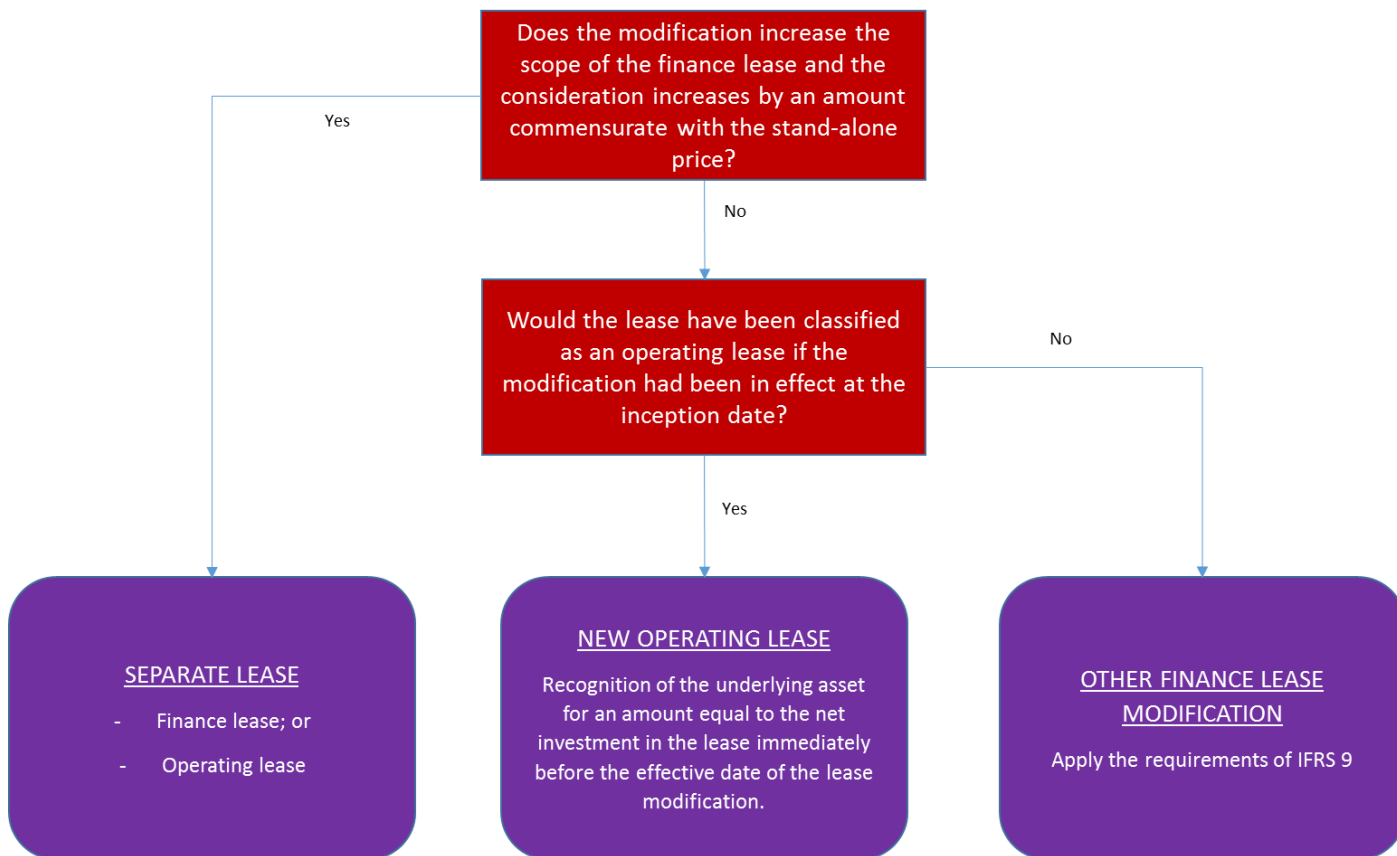 Does the modification increase the
scope of the finance lease and the
consideration increases by an amount
commensurate with the stand-alone
price?
Yes
No
Would the lease have been classified
as an operating lease if the
modification had been in effect at the
inception date?
No
Yes
SEPARATE LEASE
- Finance lease; or
- Operating lease
NEW OPERATING LEASE
Recognition of the underlying asset
for an amount equal to the net
investment in the lease immediately
before the effective date of the lease
modification.
OTHER FINANCE LEASE
MODIFICATION
Apply the requirements of IFRS 9